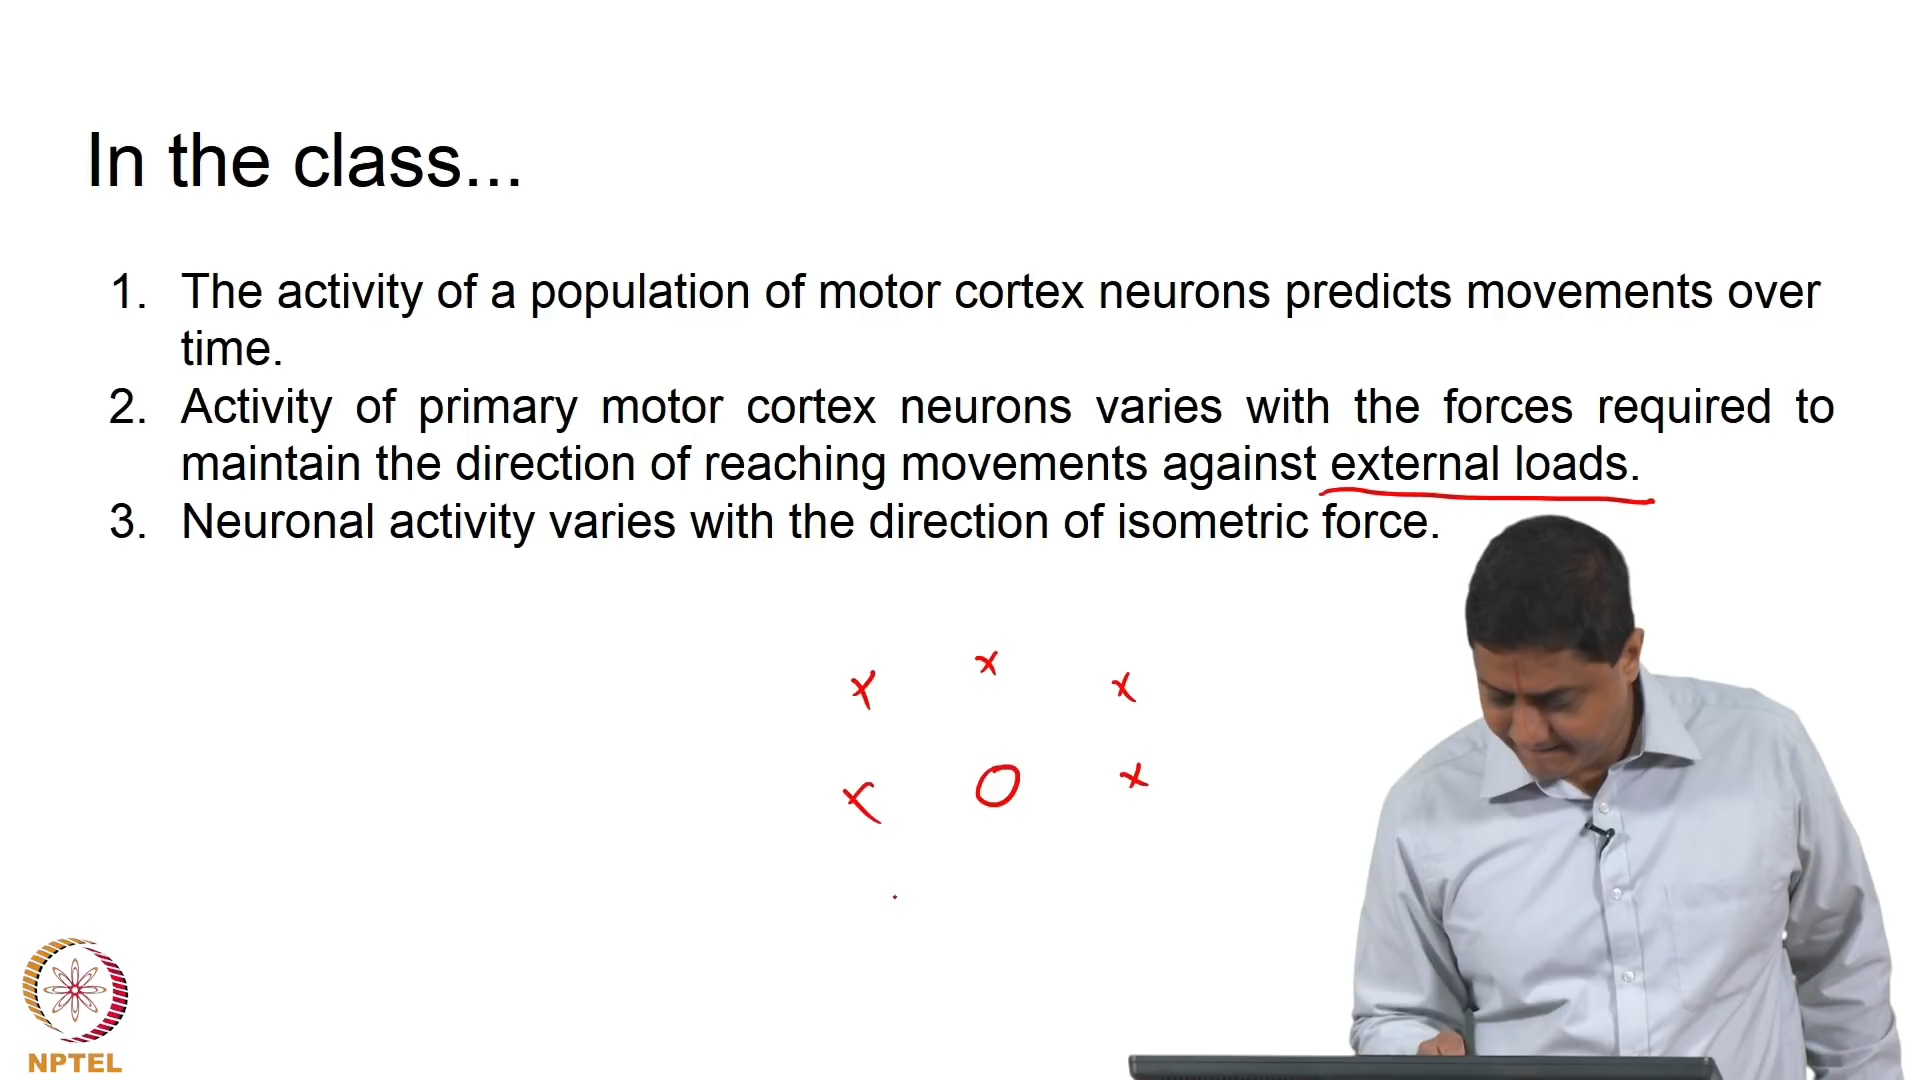 In the class...
1. The activity of a population of motor cortex neurons predicts movements over
time.
2. Activity of primary motor cortex neurons varies with the forces required to
maintain the direction of reaching movements against external loads.
3. Neuronal activity varies with the direction of isometric force.
x x x
x O x
NPTEL